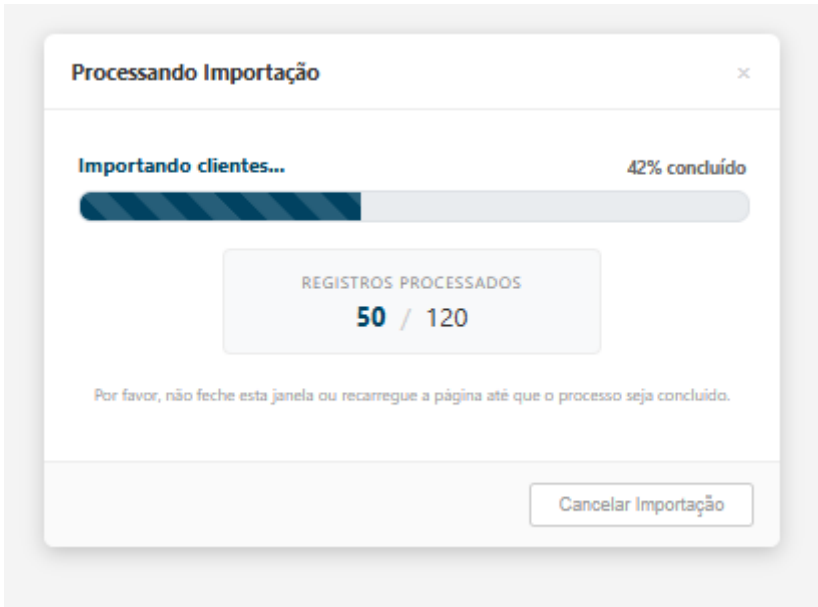 Processando Importação
×
Importando clientes...
42% concluído
REGISTROS PROCESSADOS
50 / 120
Por favor, não feche esta janela ou recarregue a página até que o processo seja concluído.
Cancelar Importação